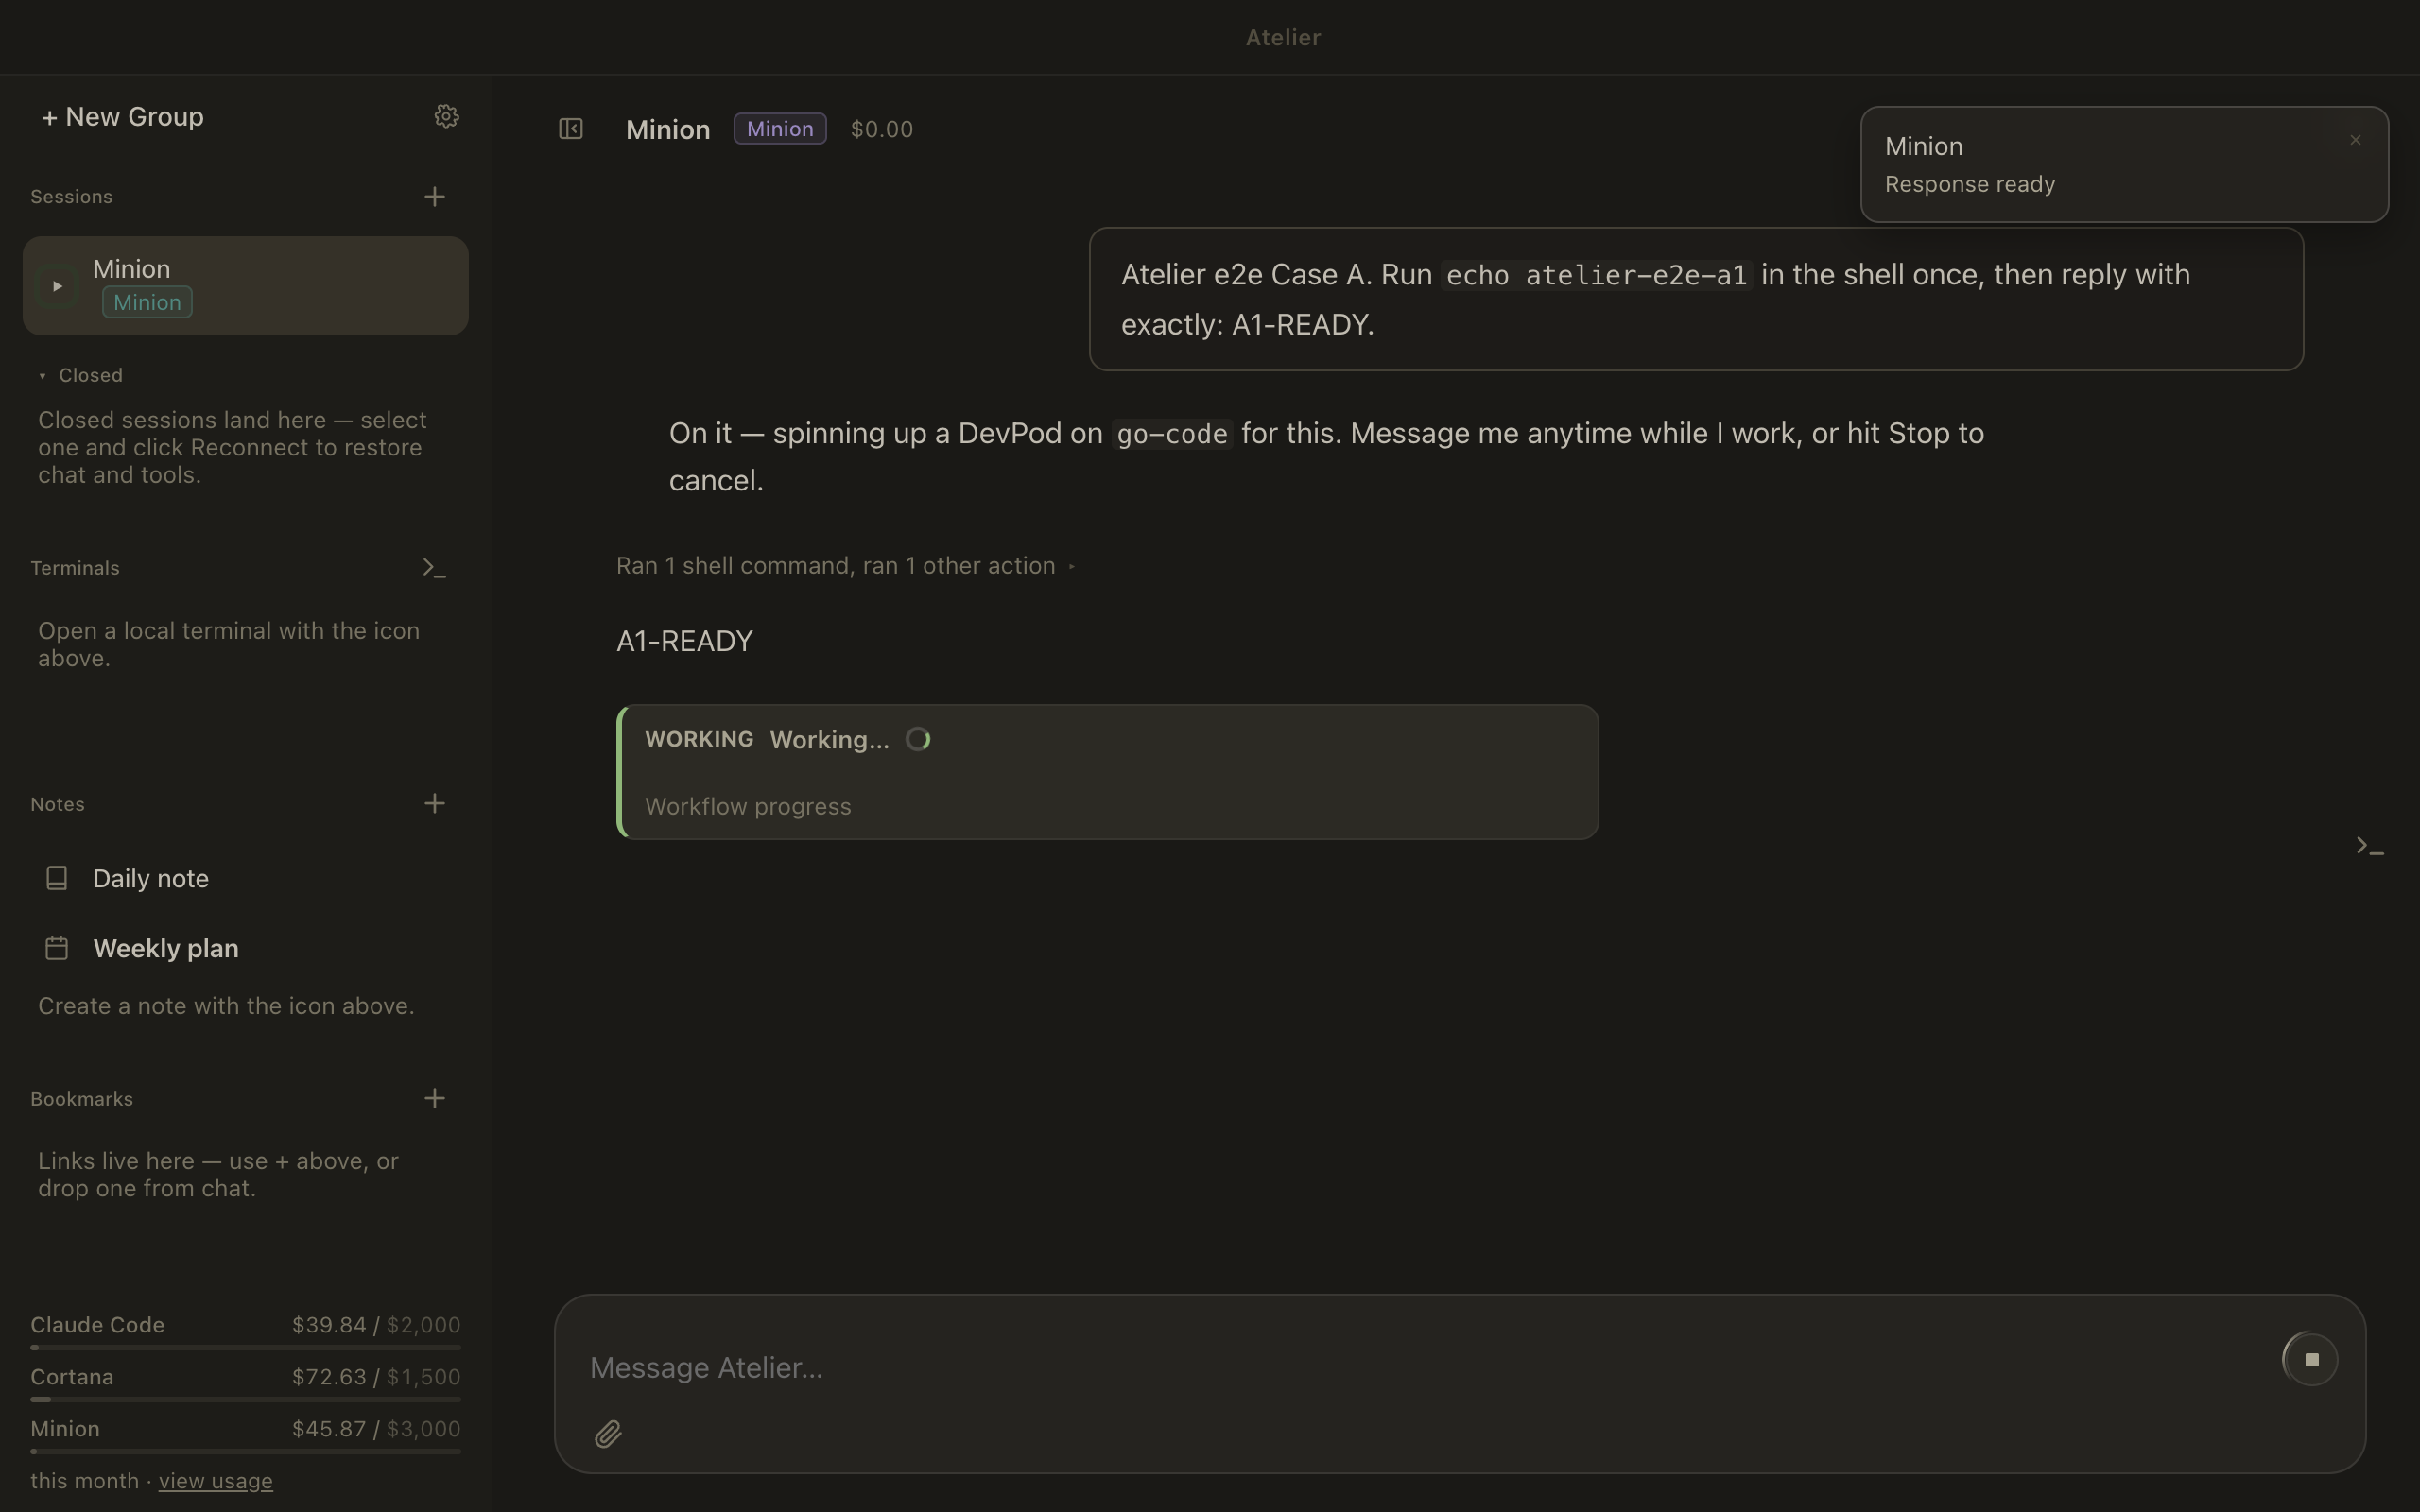 Atelier
+ New Group
Sessions
Minion
Minion
Closed
Closed sessions land here — select
one and click Reconnect to restore
chat and tools.
Terminals
Open a local terminal with the icon
above.
Notes
Daily note
Weekly plan
Create a note with the icon above.
Bookmarks
Links live here — use + above, or
drop one from chat.
Claude Code $39.84 / $2,000
Cortana $72.63 / $1,500
Minion $45.87 / $3,000
this month · view usage
Minion Minion $0.00
Minion
Response ready
Atelier e2e Case A. Run echo atelier-e2e-a1 in the shell once, then reply with
exactly: A1-READY.
On it — spinning up a DevPod on go-code for this. Message me anytime while I work, or hit Stop to
cancel.
Ran 1 shell command, ran 1 other action
A1-READY
WORKING Working...
Workflow progress
Message Atelier...